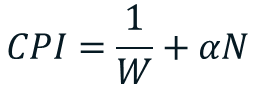 CPI = 1/W + αN